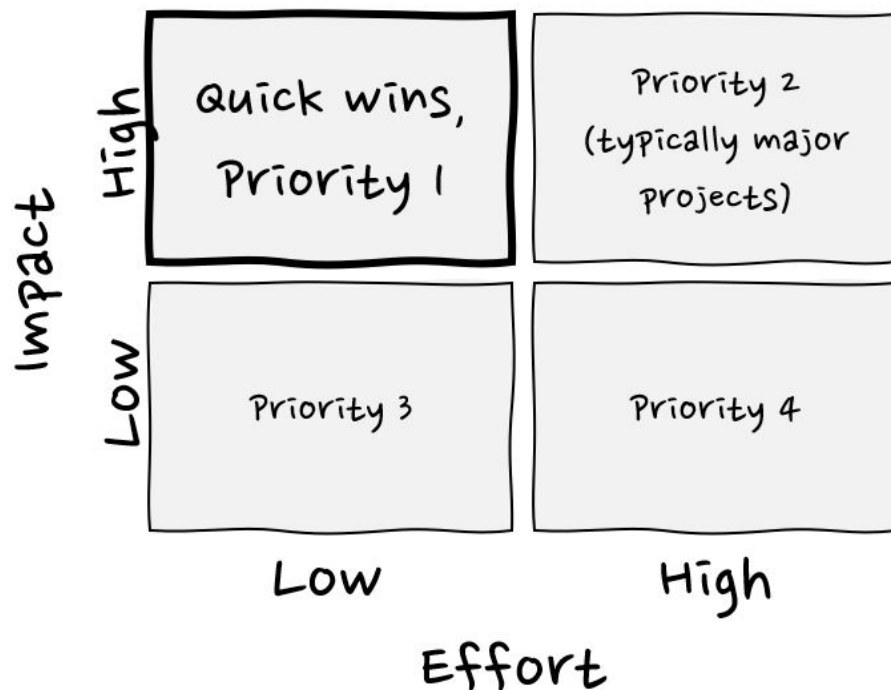 Impact
High
Quick wins,
Priority 1
Priority 2
(typically major
projects)
Low
Priority 3
Priority 4
Low
High
Effort